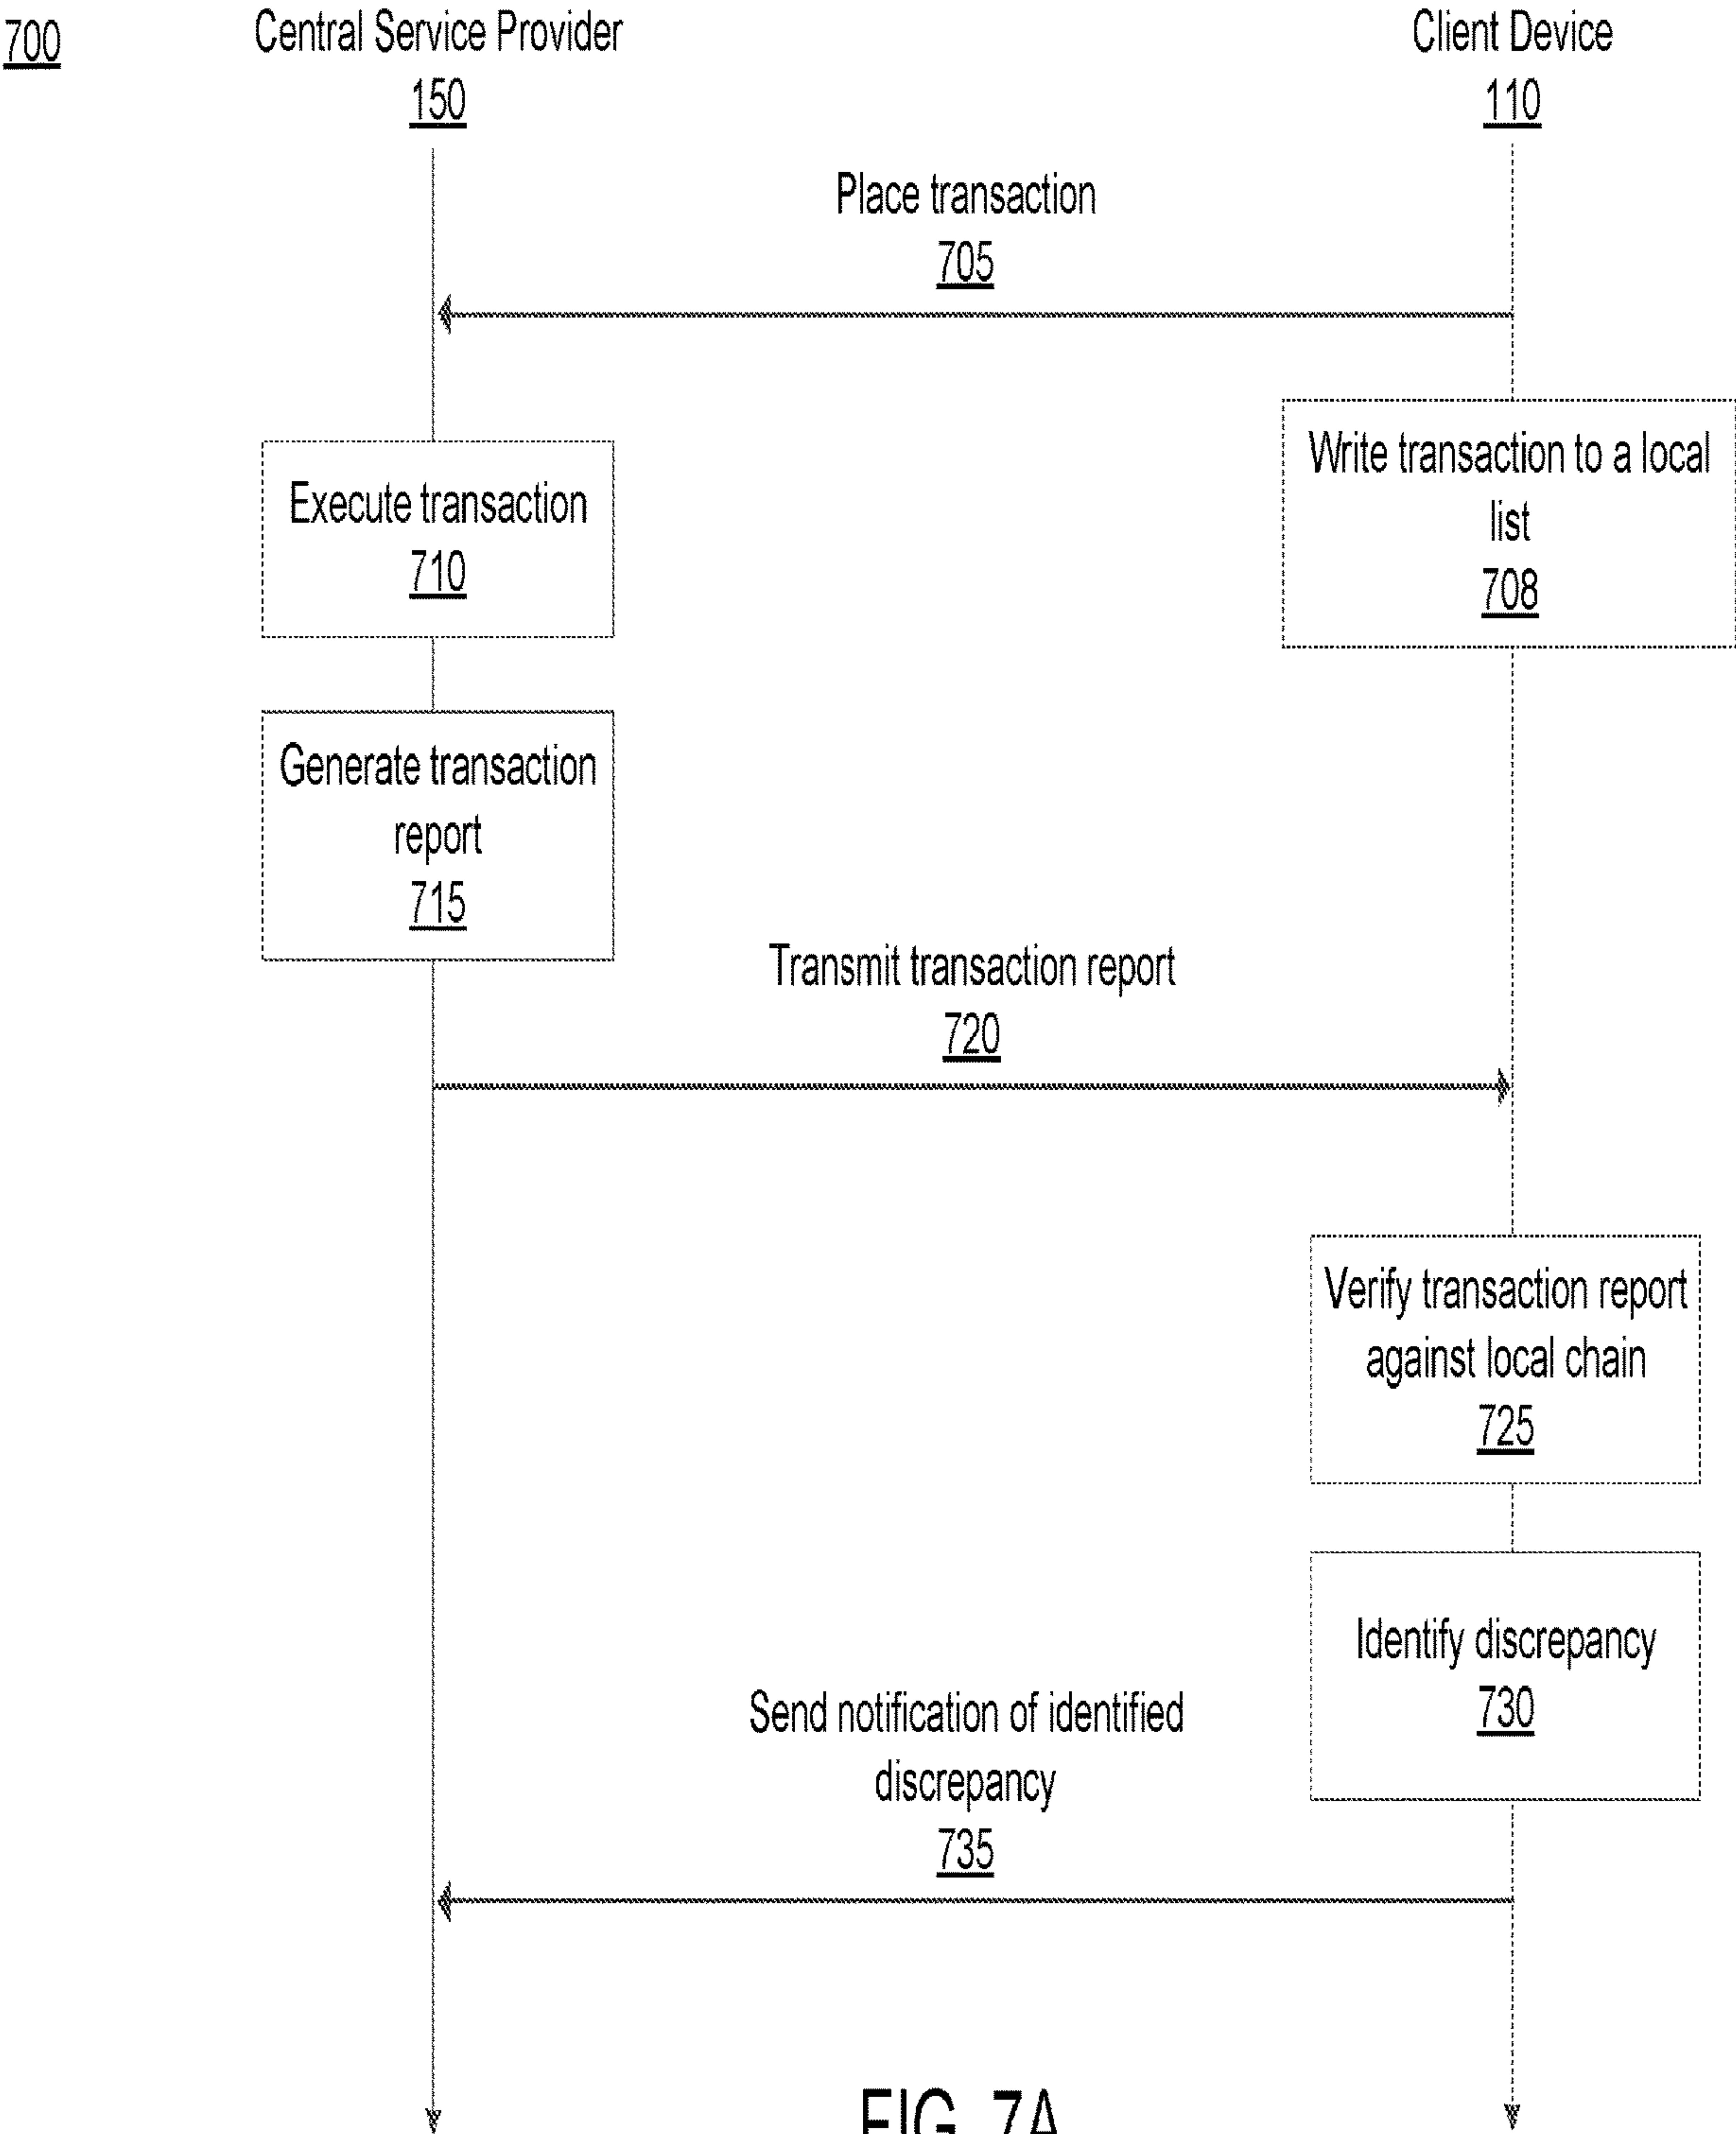 700
Central Service Provider
150
Client Device
110
Place transaction
705
Write transaction to a local
list
708
Execute transaction
710
Generate transaction
report
715
Transmit transaction report
720
Verify transaction report
against local chain
725
Identify discrepancy
730
Send notification of identified
discrepancy
735
FIG. 7A